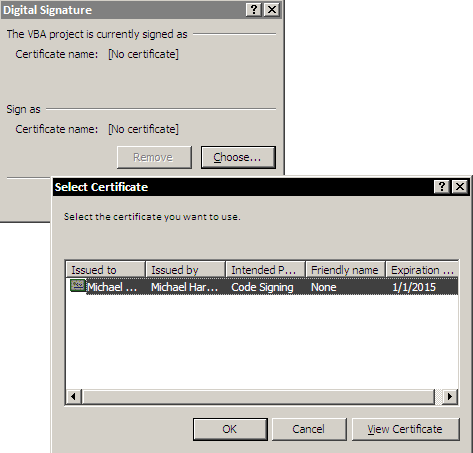 Digital Signature
The VBA project is currently signed as
Certificate name: [No certificate]
Sign as
Certificate name: [No certificate]
Remove Choose...
Select Certificate
Select the certificate you want to use.
Issued to Issued by Intended P... Friendly name Expiration ...
Michael ... Michael Har... Code Signing None 1/1/2015
OK Cancel View Certificate